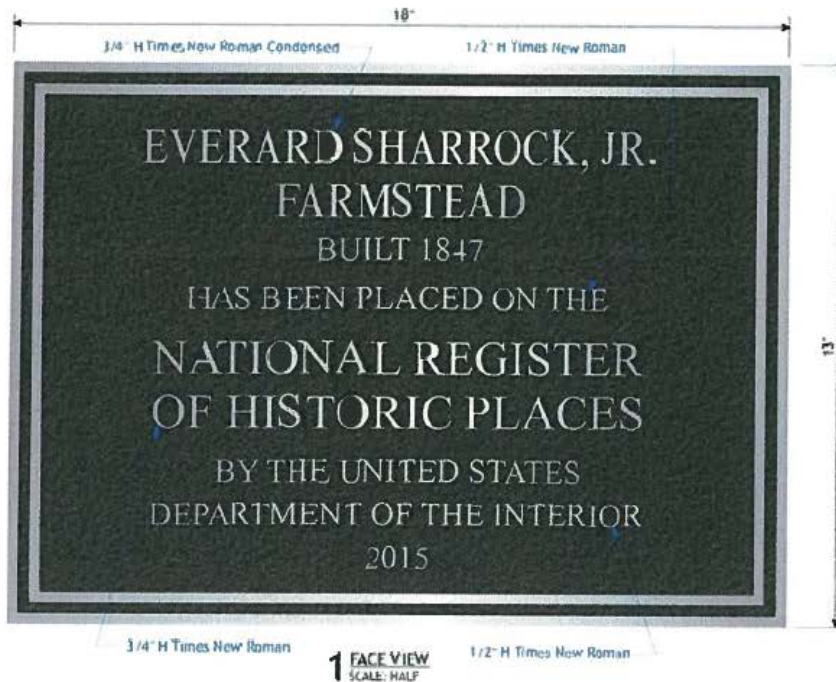 18"
3/4" H Times New Roman Condensed
1/2" H Times New Roman
EVERARD SHARROCK, JR.
FARMSTEAD
BUILT 1847
HAS BEEN PLACED ON THE
NATIONAL REGISTER
OF HISTORIC PLACES
BY THE UNITED STATES
DEPARTMENT OF THE INTERIOR
2015
13"
3/4" H Times New Roman
1/2" H Times New Roman
1 FACE VIEW
SCALE: HALF